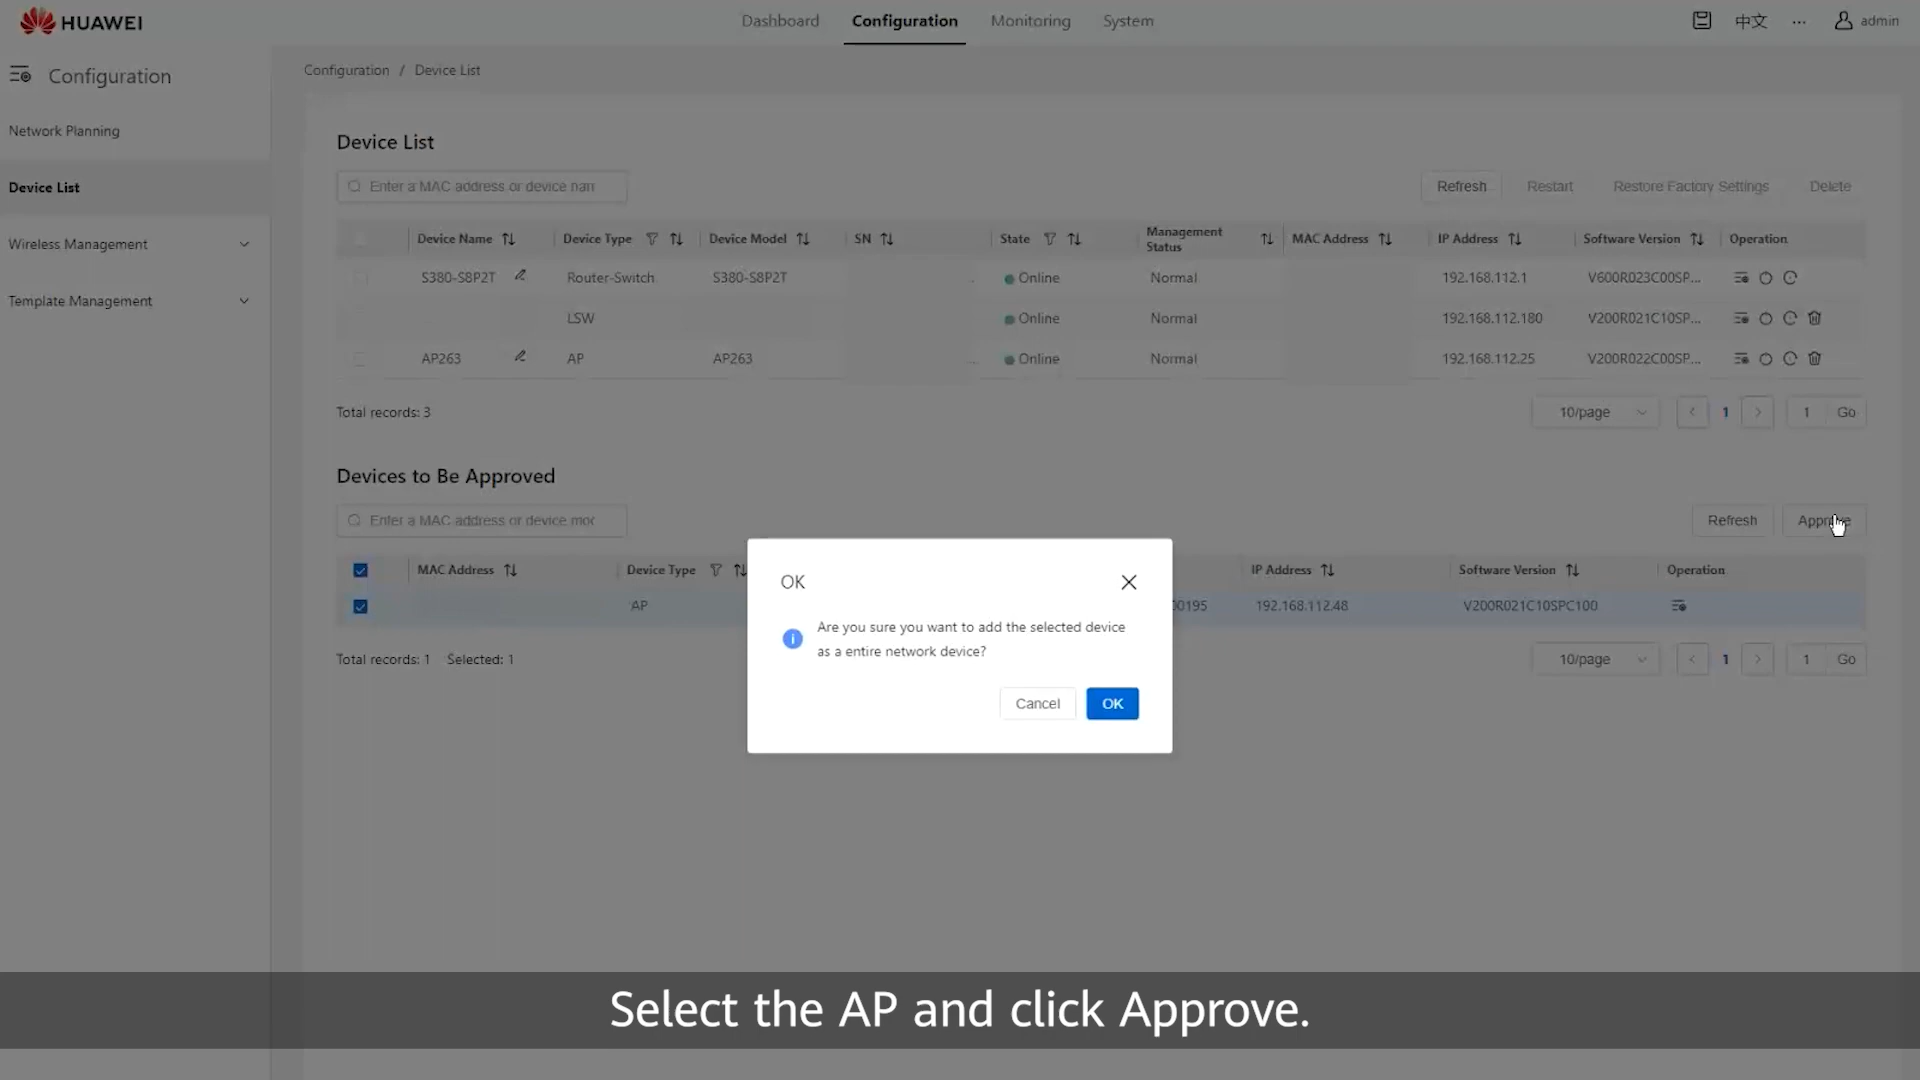 HUAWEI
Dashboard Configuration Monitoring System
中文 ... admin
Configuration
Configuration / Device List
Network Planning
Device List
Wireless Management
Template Management
Device List
Enter a MAC address or device nam
Refresh Restart Restore Factory Settings Delete
Device Name Device Type Device Model SN State Management Status MAC Address IP Address Software Version Operation
S380-S8P2T Router-Switch S380-S8P2T ... Online Normal 192.168.112.1 V600R023C00SP...
LSW Online Normal 192.168.112.180 V200R021C10SP...
AP263 AP AP263 ... Online Normal 192.168.112.25 V200R022C00SP...
Total records: 3
10/page 1 1 Go
Devices to Be Approved
Enter a MAC address or device moc
Refresh Approve
MAC Address Device Type IP Address Software Version Operation
AP 00195 192.168.112.48 V200R021C10SPC100
Total records: 1 Selected: 1
10/page 1 1 Go
OK
Are you sure you want to add the selected device
as a entire network device?
Cancel OK
Select the AP and click Approve.